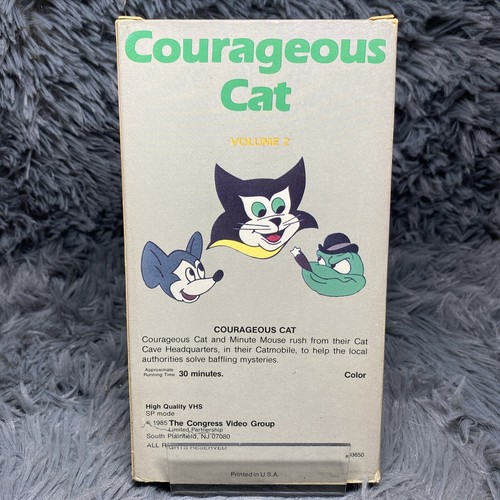 Courageous
Cat
VOLUME 2
COURAGEOUS CAT
Courageous Cat and Minute Mouse rush from their Cat
Cave Headquarters, in their Catmobile, to help the local
authorities solve baffling mysteries.
Approximate
Running Time 30 minutes. Color
High Quality VHS
SP mode
1985 The Congress Video Group
Limited Partnership
South Plainfield, NJ 07080
ALL RIGHTS RESERVED
Printed in U.S.A.